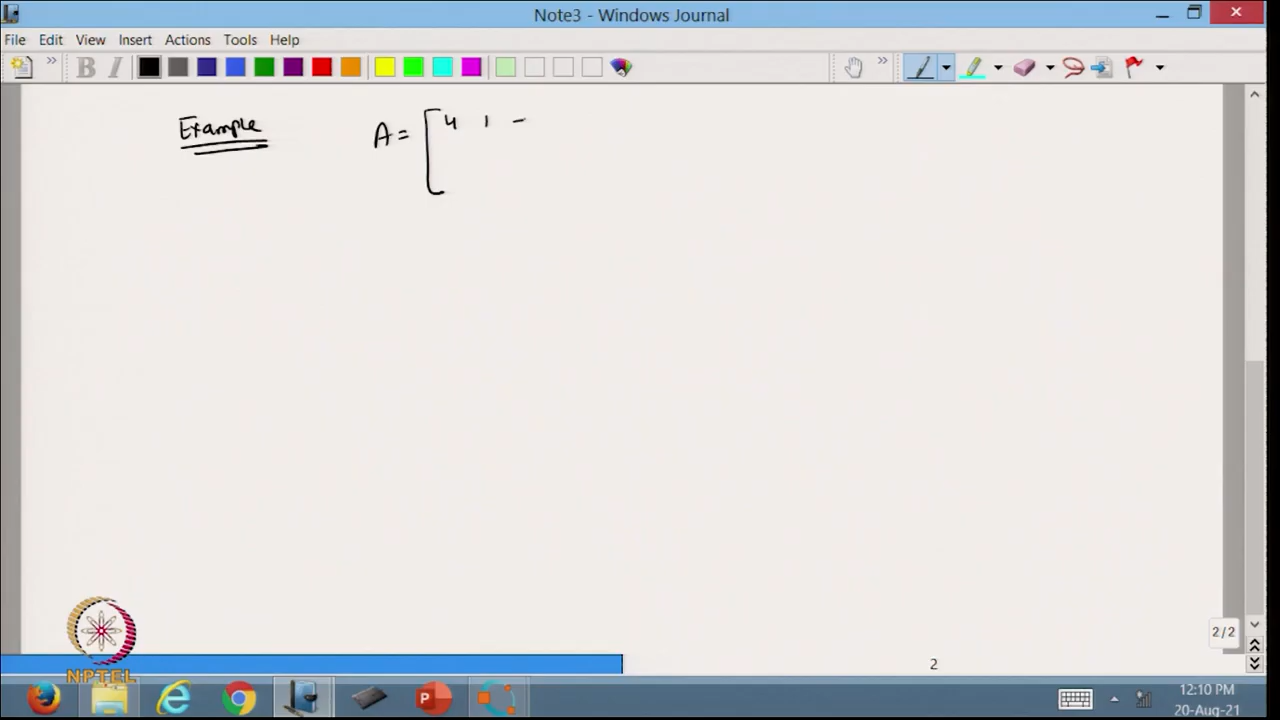 Note3 - Windows Journal
File Edit View Insert Actions Tools Help
B I
Example A = [ 4 1 -
2 / 2
2
NPTEL
12:10 PM
20-Aug-21